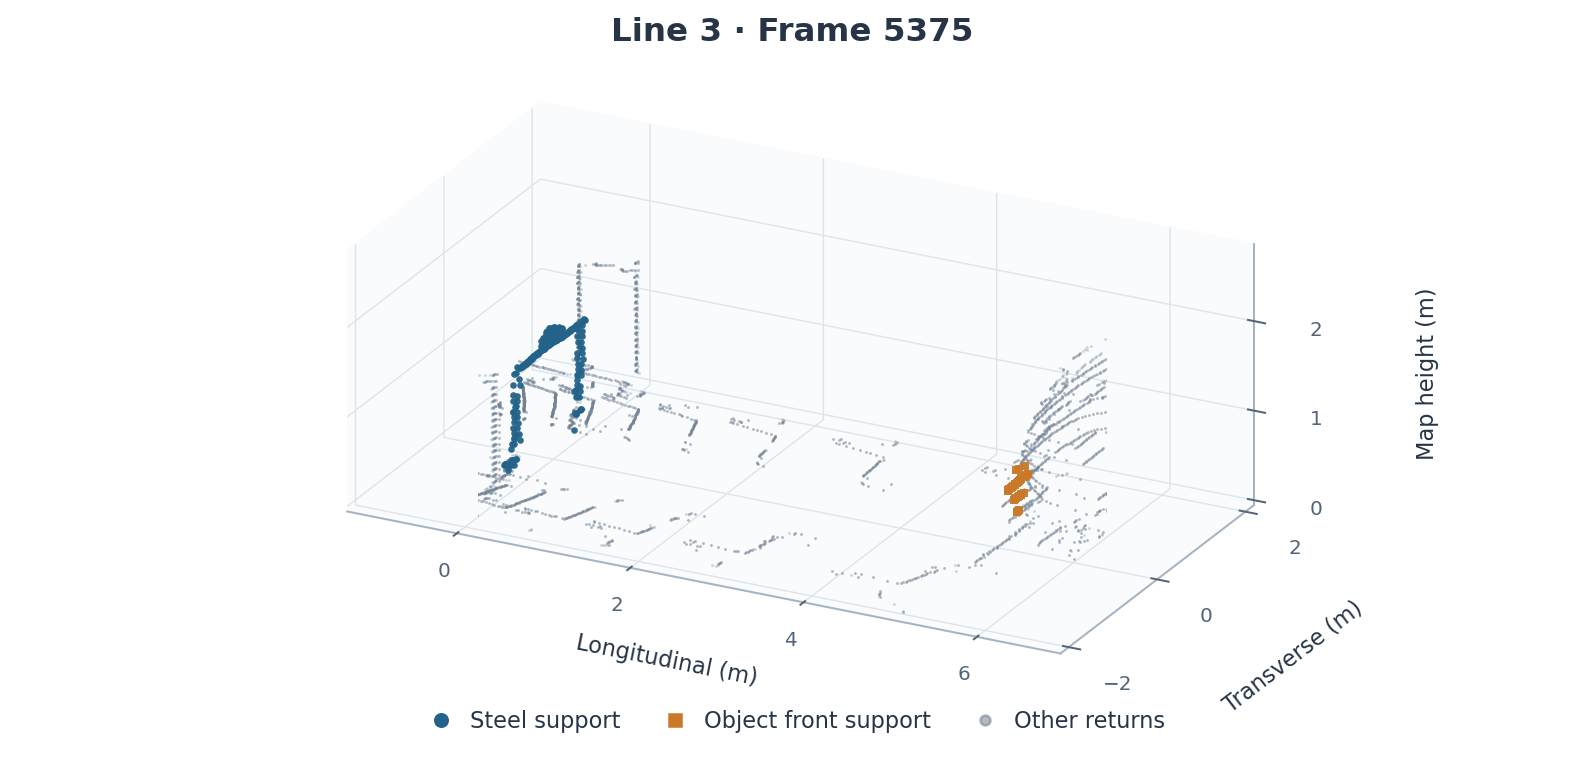 Line 3 · Frame 5375
2
1
0
Map height (m)
2
0
−2
Transverse (m)
0
2
4
6
Longitudinal (m)
Steel support
Object front support
Other returns